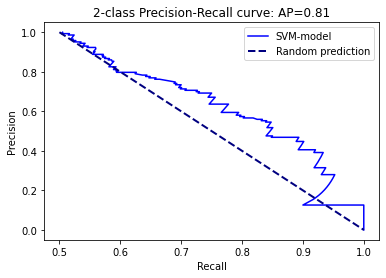 2-class Precision-Recall curve: AP=0.81
SVM-model
Random prediction
Precision
1.0
0.8
0.6
0.4
0.2
0.0
0.5 0.6 0.7 0.8 0.9 1.0
Recall